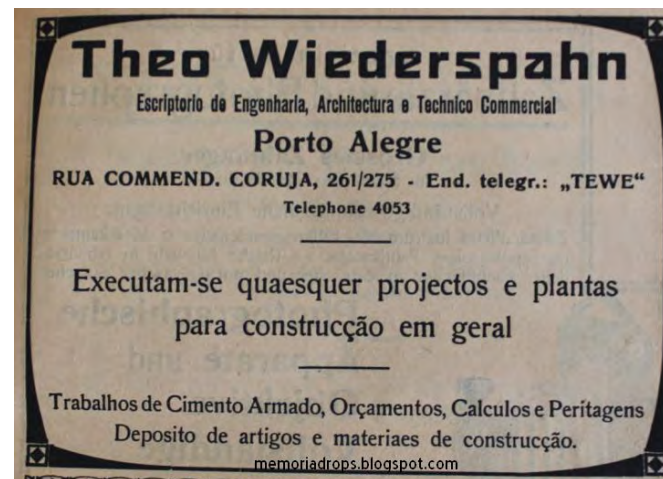 Theo Wiederspahn
Escriptorio de Engenharia, Architectura e Technico Commercial
Porto Alegre
RUA COMMEND. CORUJA, 261/275 - End. telegr.: „TEWE“
Telephone 4053
Executam-se quaesquer projectos e plantas
para construcção em geral
Trabalhos de Cimento Armado, Orçamentos, Calculos e Peritagens
Deposito de artigos e materiaes de construcção.
memoriadrops.blogspot.com